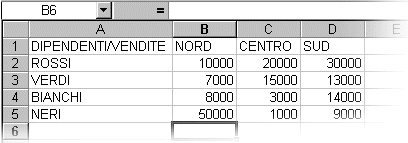 B6 =
A B C D E
1 DIPENDENTI/VENDITE NORD CENTRO SUD
2 ROSSI 10000 20000 30000
3 VERDI 7000 15000 13000
4 BIANCHI 8000 3000 14000
5 NERI 50000 1000 9000
6